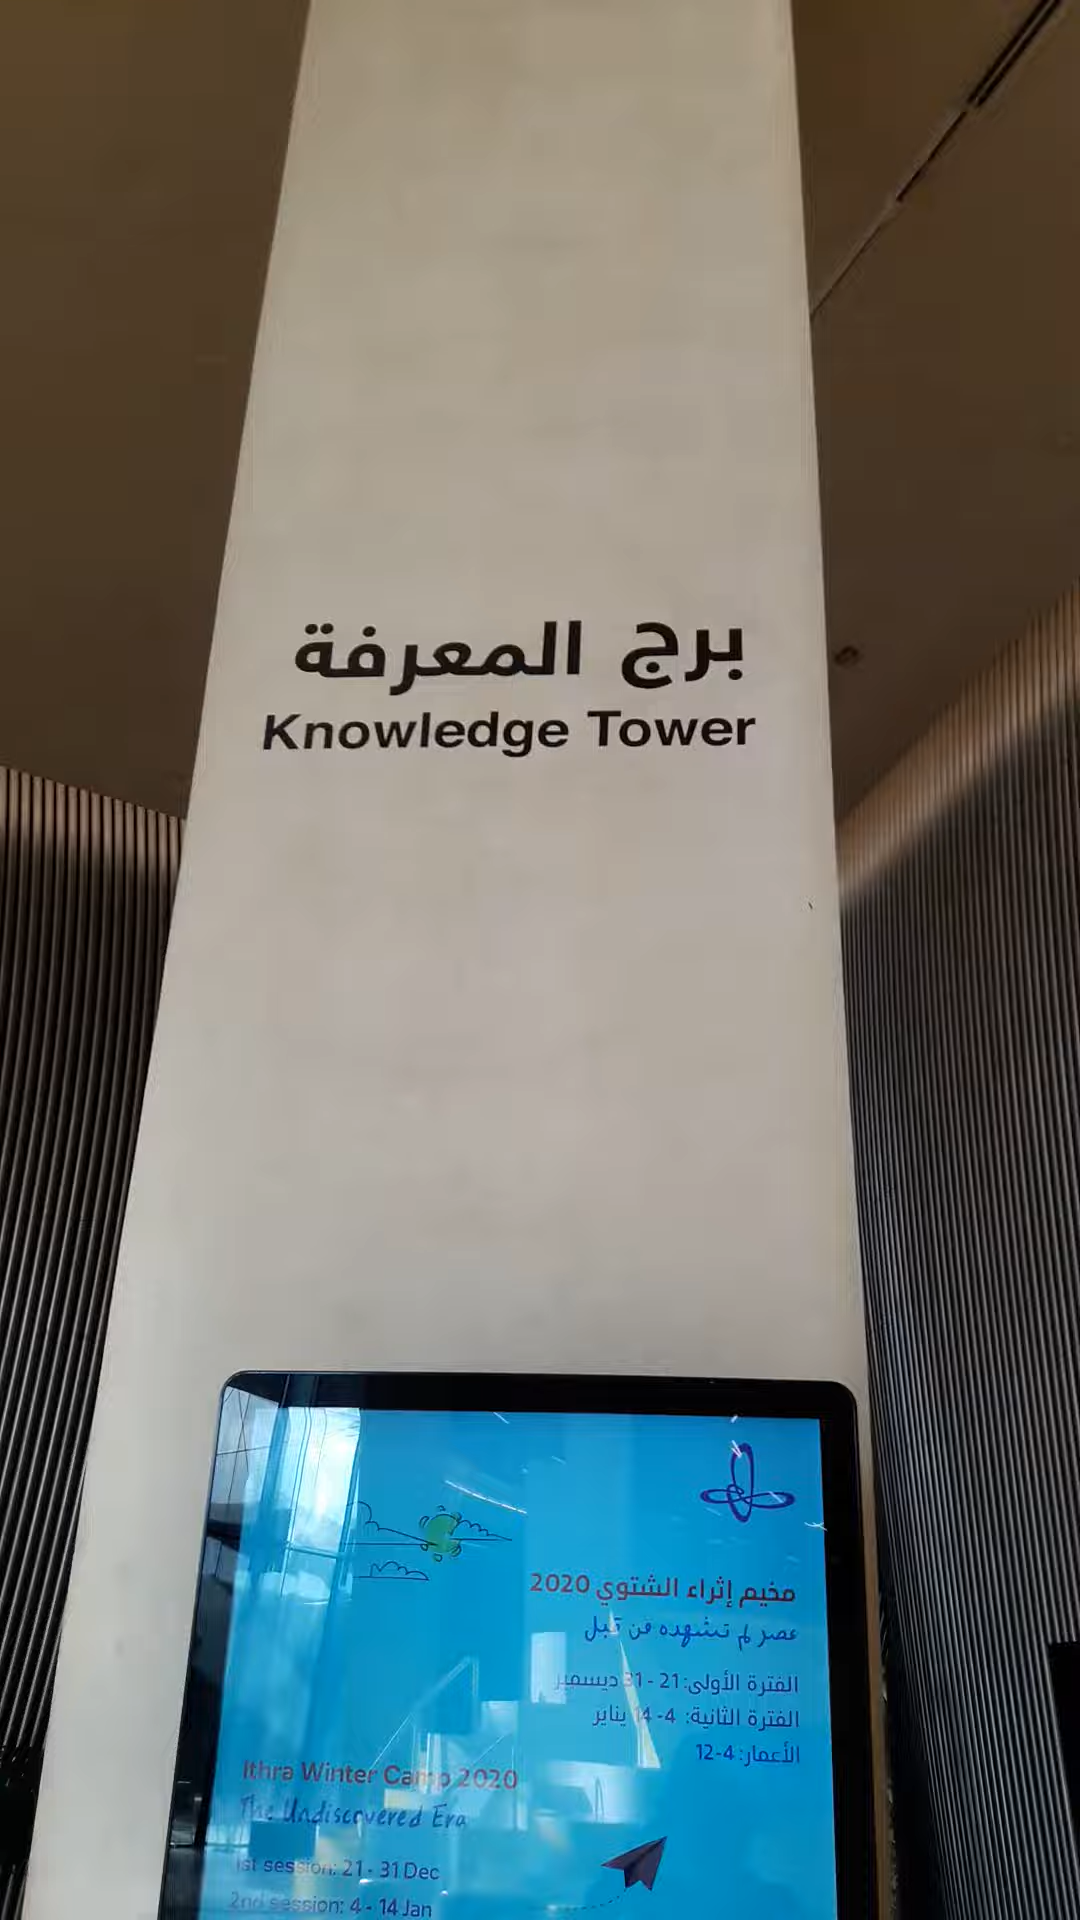 برج المعرفة
Knowledge Tower
مخيم إثراء الشتوي 2020
عصر لم تشهده من قبل
الفترة الأولى: 21 - 31 ديسمبر
الفترة الثانية: 4 - 14 يناير
الأعمار: 4-12
Ithra Winter Camp 2020
The Undiscovered Era
1st session: 21 - 31 Dec
2nd session: 4 - 14 Jan